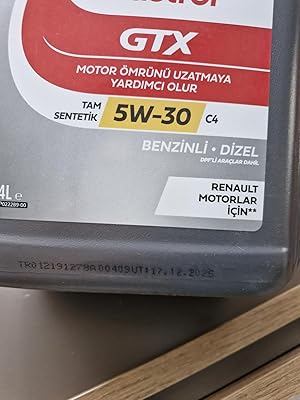 GTX
MOTOR ÖMRÜNÜ UZATMAYA
YARDIMCI OLUR
TAM
SENTETİK
5W-30 C4
BENZİNLİ • DİZEL
DPF'Lİ ARAÇLAR DAHİL
4L e
RENAULT
MOTORLAR
İÇİN**